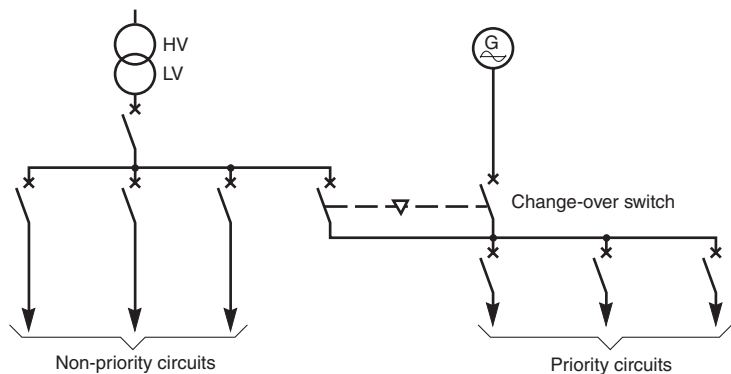 HV
LV
G
Change-over switch
Non-priority circuits
Priority circuits